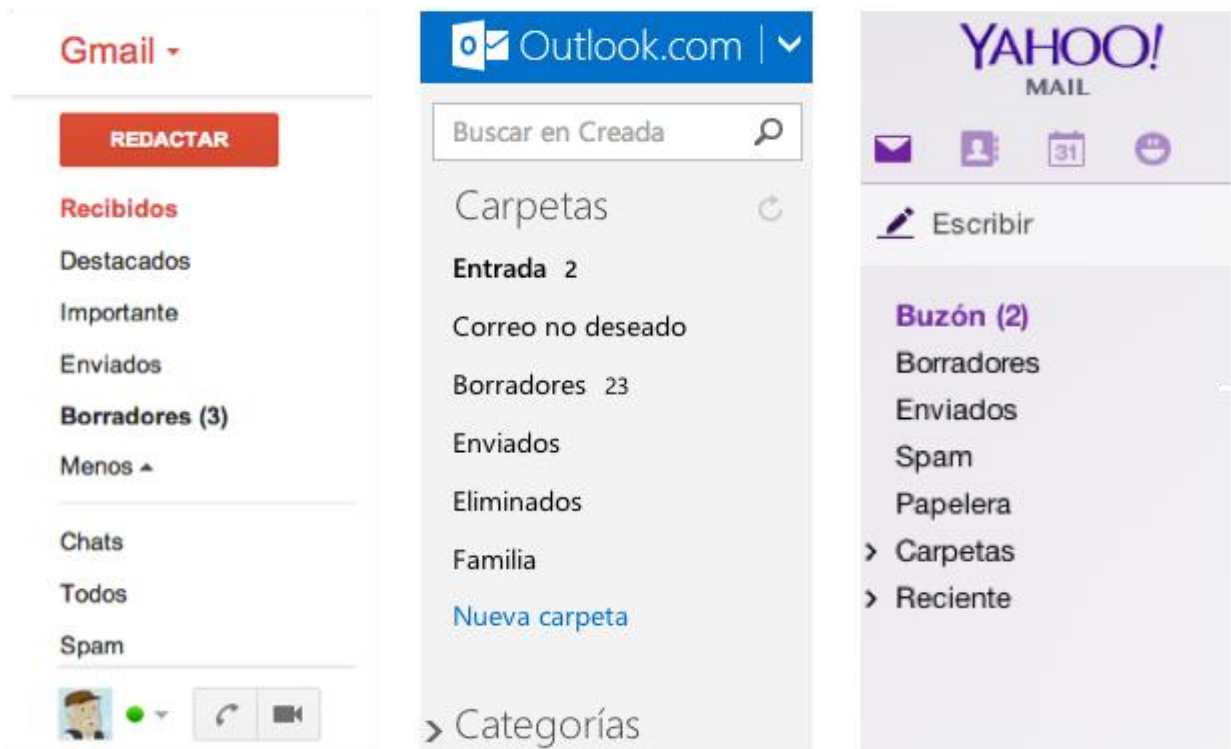 Gmail
REDACTAR
Recibidos
Destacados
Importante
Enviados
Borradores (3)
Menos
Chats
Todos
Spam
Outlook.com
Buscar en Creada
Carpetas
Entrada 2
Correo no deseado
Borradores 23
Enviados
Eliminados
Familia
Nueva carpeta
Categorías
YAHOO!
MAIL
31
Escribir
Buzón (2)
Borradores
Enviados
Spam
Papelera
Carpetas
Reciente